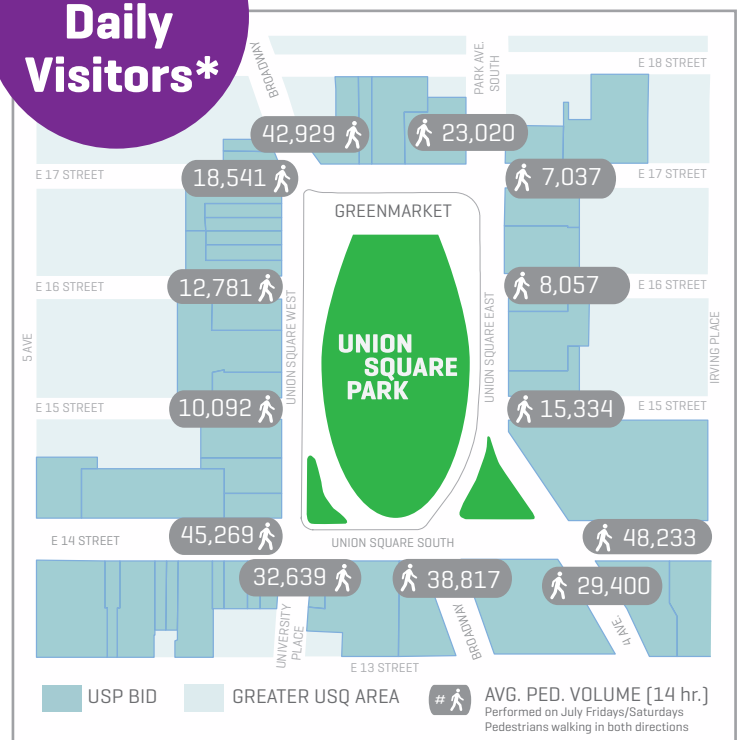 Daily
Visitors*
BROADWAY
PARK AVE.
SOUTH
E 18 STREET
42,929
23,020
E 17 STREET
18,541
7,037
E 17 STREET
GREENMARKET
E 16 STREET
12,781
8,057
E 16 STREET
5 AVE
UNION SQUARE WEST
UNION
SQUARE
PARK
UNION SQUARE EAST
IRVING PLACE
E 15 STREET
10,092
15,334
E 15 STREET
E 14 STREET
45,269
UNION SQUARE SOUTH
48,233
32,639
38,817
29,400
UNIVERSITY
PLACE
BROADWAY
4 AVE.
E 13 STREET
USP BID
GREATER USQ AREA
#
AVG. PED. VOLUME (14 hr.)
Performed on July Fridays/Saturdays
Pedestrians walking in both directions